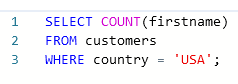 1 SELECT COUNT(firstname)
2 FROM customers
3 WHERE country = 'USA';